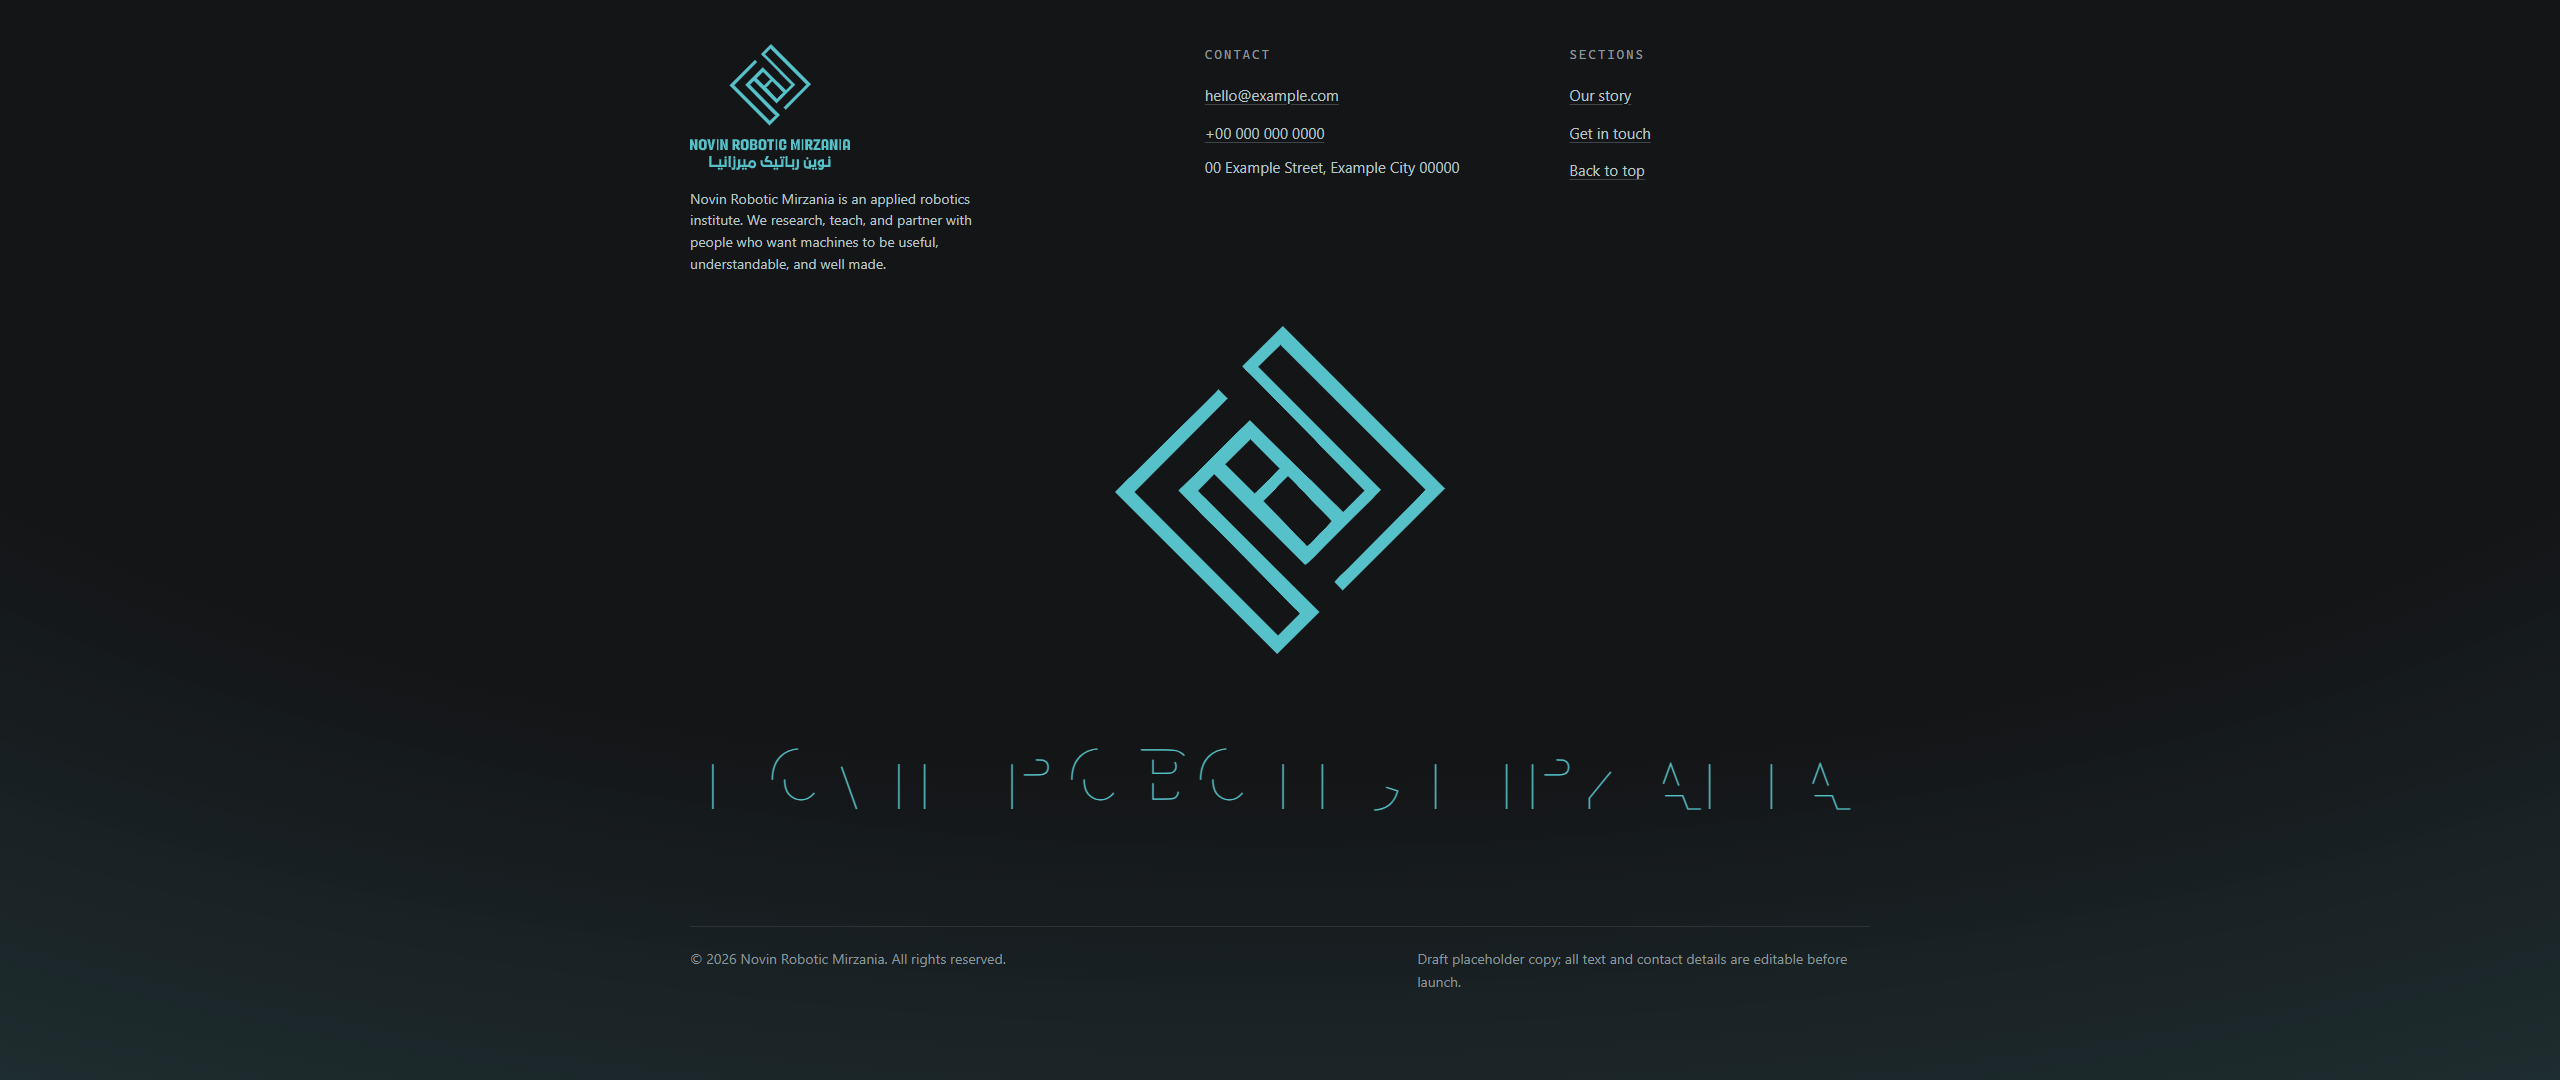 NOVIN ROBOTIC MIRZANIA
نوین رباتیک میرزانیا
Novin Robotic Mirzania is an applied robotics
institute. We research, teach, and partner with
people who want machines to be useful,
understandable, and well made.
CONTACT
hello@example.com
+00 000 000 0000
00 Example Street, Example City 00000
SECTIONS
Our story
Get in touch
Back to top
© 2026 Novin Robotic Mirzania. All rights reserved.
Draft placeholder copy; all text and contact details are editable before
launch.